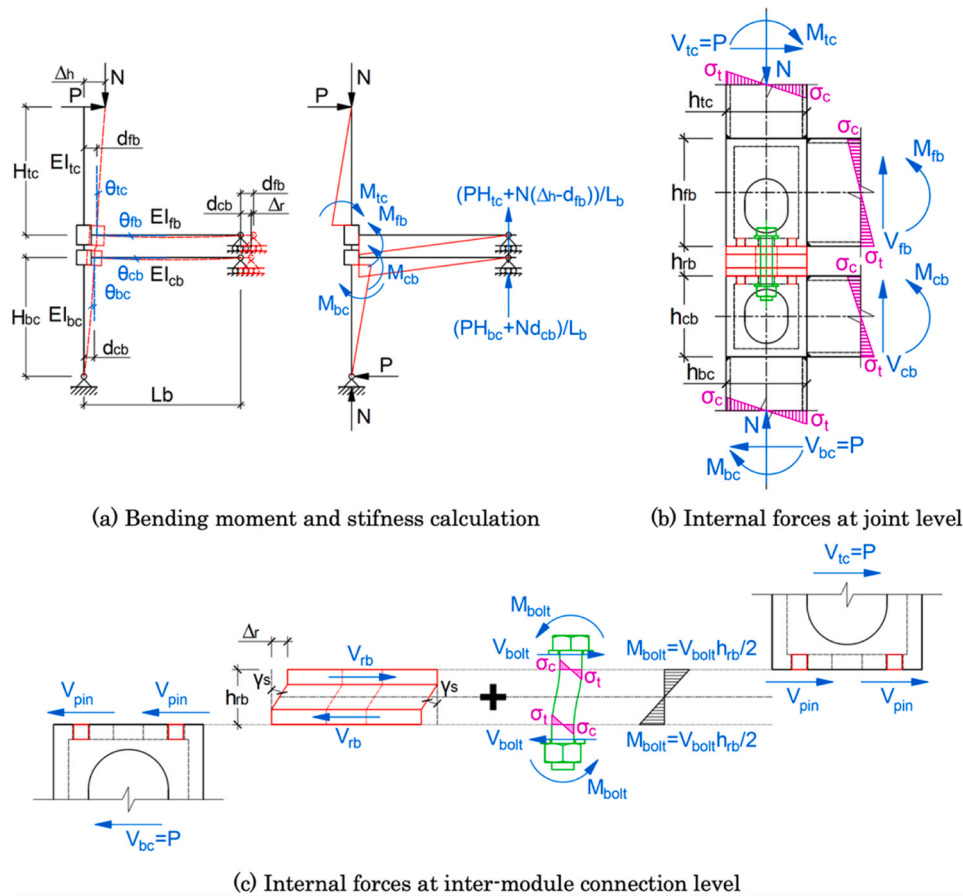 Δh
N
P
Htc
EItc
dfb
θtc
θfb
EIfb
dcb
dfb
Δr
θcb
EIcb
θbc
Hbc
EIbc
dcb
Lb
N
P
Mtc
Mfb
(PHtc+N(Δh-dfb))/Lb
Mcb
Mbc
(PHbc+Ndcb)/Lb
P
N
(a) Bending moment and stifness calculation
Vtc=P
Mtc
σt
N
σc
htc
σc
Mfb
hfb
Vfb
hrb
σc
σt
Mcb
hcb
Vcb
hbc
σt
σc
N
σt
Vbc=P
Mbc
(b) Internal forces at joint level
Vtc=P
Δr
Vrb
Mbolt
Vbolt
Mbolt=Vbolthrb/2
σc
σt
Vpin
Vpin
hrb
γs
γs
Vpin
Vpin
Vrb
σt
σc
Vbolt
Mbolt=Vbolthrb/2
Mbolt
Vbc=P
(c) Internal forces at inter-module connection level